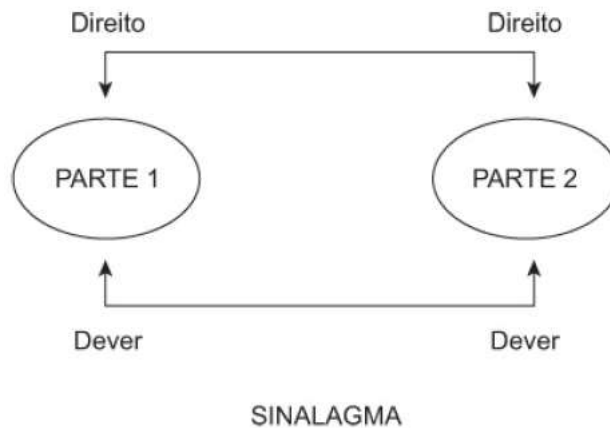 Direito Direito
PARTE 1 PARTE 2
Dever Dever
SINALAGMA